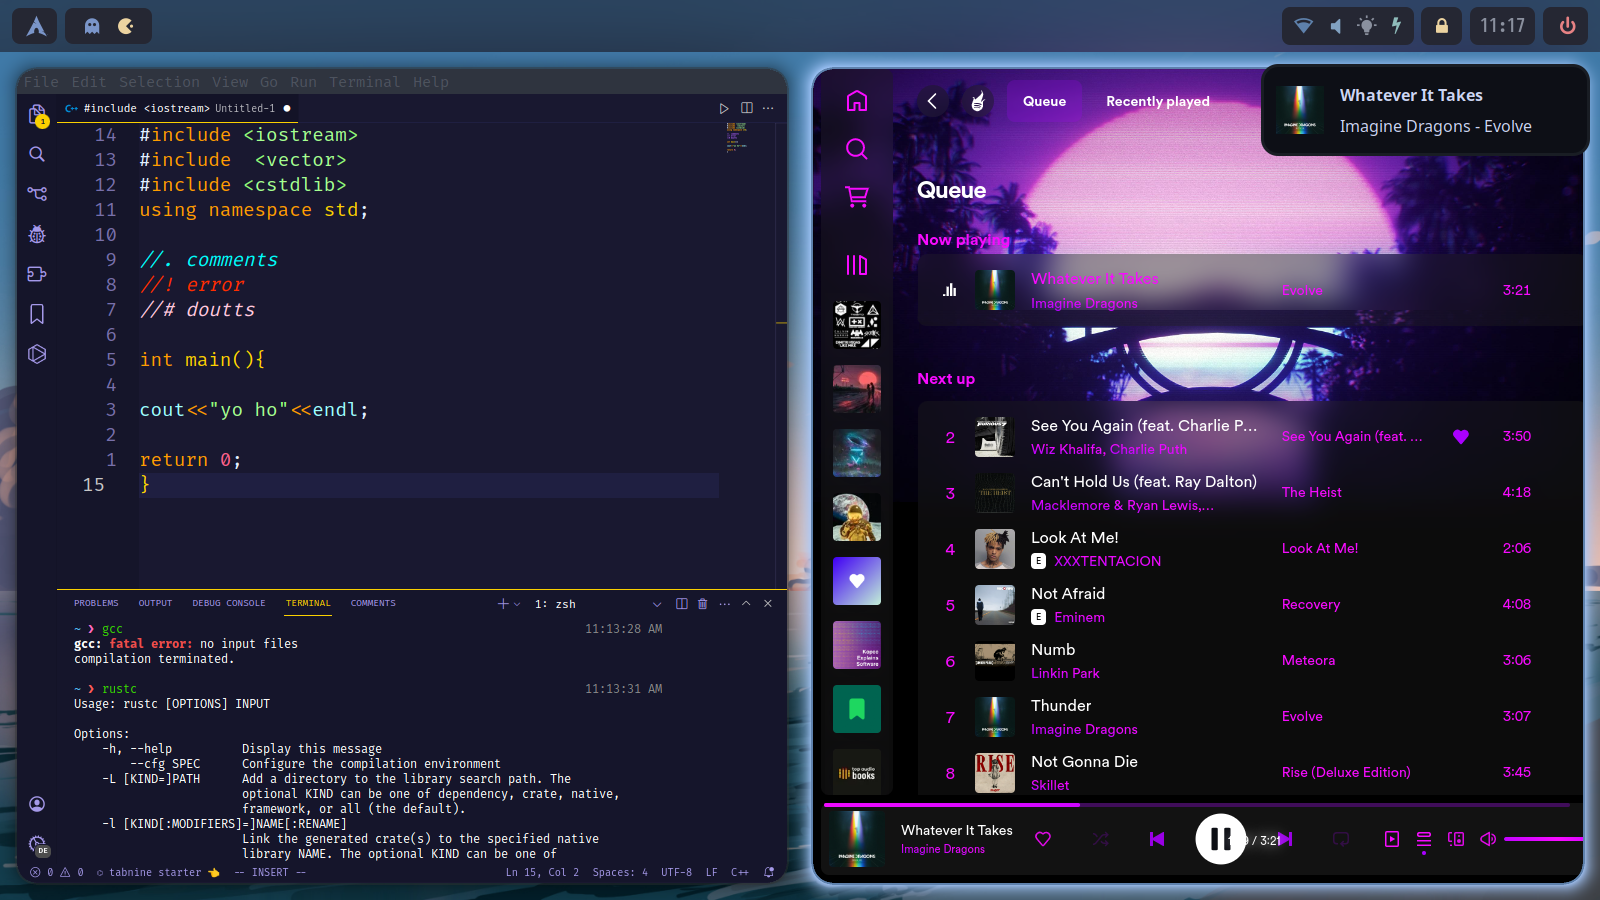 11:17
File Edit Selection View Go Run Terminal Help
C++ #include <iostream> Untitled-1
1
14 #include <iostream>
13 #include <vector>
12 #include <cstdlib>
11 using namespace std;
10
9 //. comments
8 //! error
7 //# doutts
6
5 int main(){
4
3 cout<<"yo ho"<<endl;
2
1 return 0;
15 }
PROBLEMS OUTPUT DEBUG CONSOLE TERMINAL COMMENTS 1: zsh
~ ❯ gcc 11:13:28 AM
gcc: fatal error: no input files
compilation terminated.
~ ❯ rustc 11:13:31 AM
Usage: rustc [OPTIONS] INPUT
Options:
-h, --help Display this message
--cfg SPEC Configure the compilation environment
-L [KIND=]PATH Add a directory to the library search path. The
optional KIND can be one of dependency, crate, native,
framework, or all (the default).
-l [KIND[:MODIFIERS]=]NAME[:RENAME]
Link the generated crate(s) to the specified native
library NAME. The optional KIND can be one of
DE
0 0 tabnine starter 👈 -- INSERT -- Ln 15, Col 2 Spaces: 4 UTF-8 LF C++
Queue Recently played
Whatever It Takes
Imagine Dragons - Evolve
Queue
Now playing
Whatever It Takes
Imagine Dragons
Evolve
3:21
Next up
2 See You Again (feat. Charlie P...
Wiz Khalifa, Charlie Puth
See You Again (feat. ...
3:50
3 Can't Hold Us (feat. Ray Dalton)
Macklemore & Ryan Lewis,...
The Heist
4:18
4 Look At Me!
E XXXTENTACION
Look At Me!
2:06
5 Not Afraid
E Eminem
Recovery
4:08
6 Numb
Linkin Park
Meteora
3:06
7 Thunder
Imagine Dragons
Evolve
3:07
8 Not Gonna Die
Skillet
Rise (Deluxe Edition)
3:45
RISE
Kapoc
Explains
Software
top audio
books
Whatever It Takes
Imagine Dragons
/ 3:21